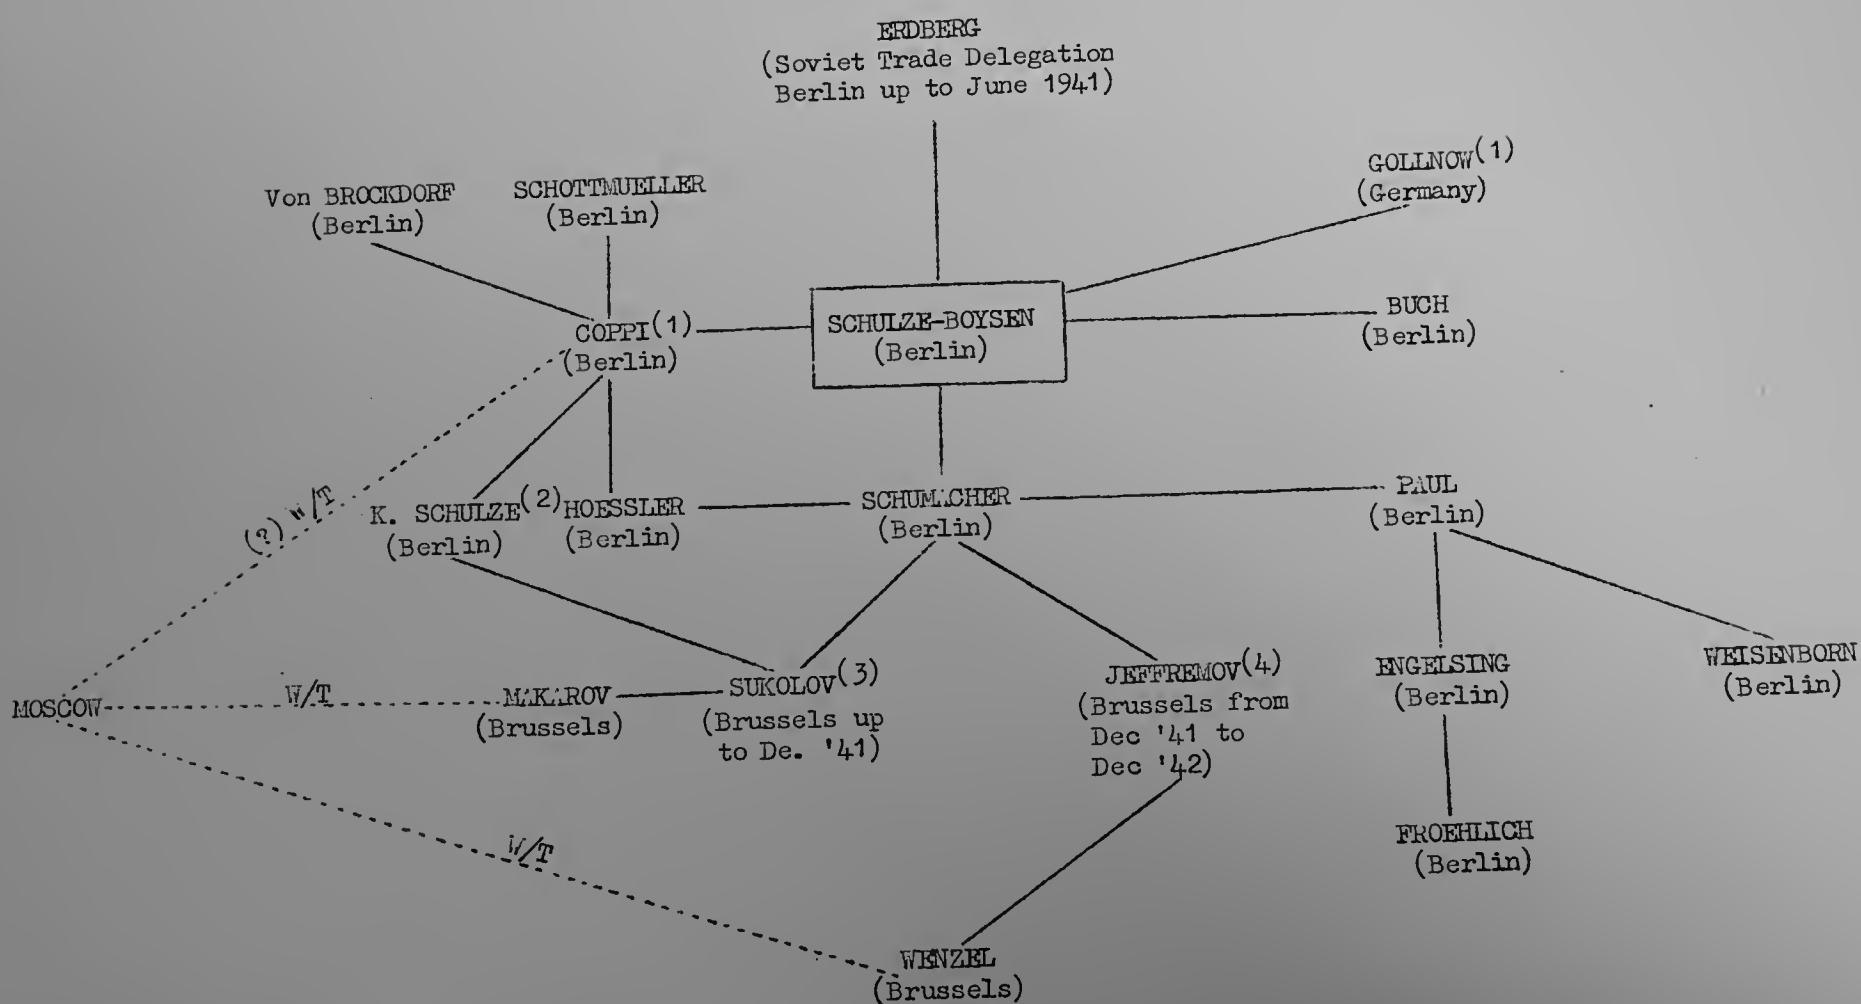 ERDBERG
(Soviet Trade Delegation
Berlin up to June 1941)
GOLLNOW(1)
(Germany)
Von BROCKDORF
(Berlin)
SCHOTTMUELLER
(Berlin)
COPPI(1)
(Berlin)
SCHULZE-BOYSEN
(Berlin)
BUCH
(Berlin)
(?) W/T
K. SCHULZE(2)
(Berlin)
HOESSLER
(Berlin)
SCHUMACHER
(Berlin)
PAUL
(Berlin)
MOSCOW
W/T
MAKAROV
(Brussels)
SUKOLOV(3)
(Brussels up
to De. '41)
JEFFREMOV(4)
(Brussels from
Dec '41 to
Dec '42)
ENGELSING
(Berlin)
WEISENBORN
(Berlin)
W/T
FROEHLICH
(Berlin)
WENZEL
(Brussels)